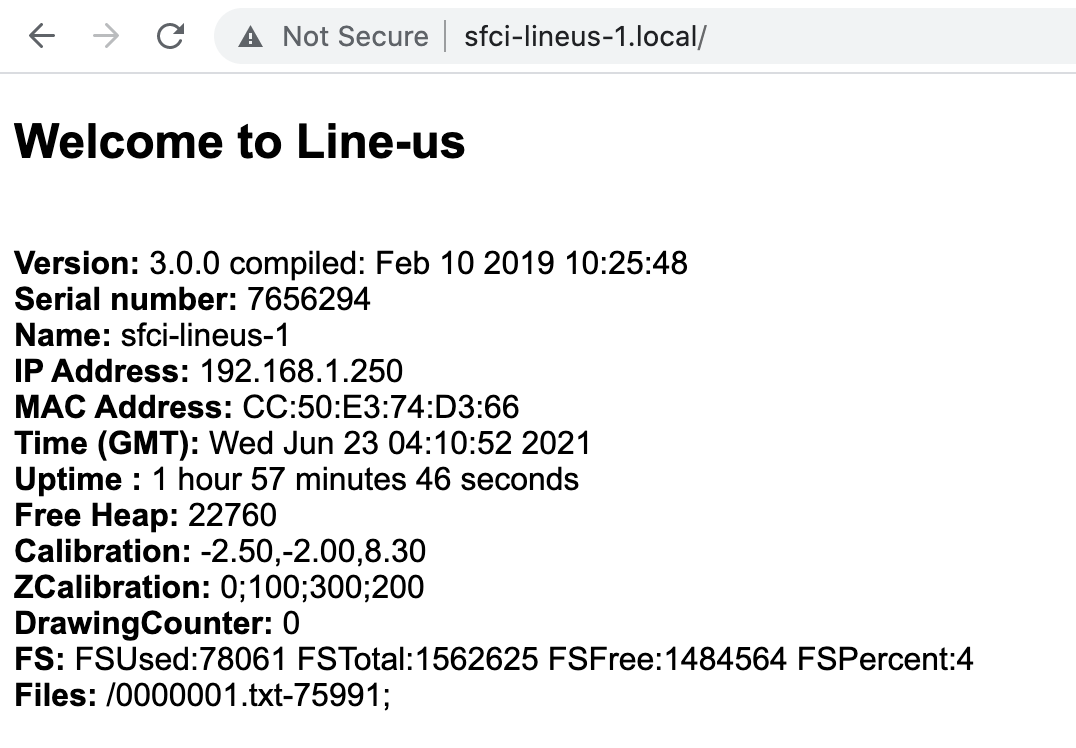 Not Secure | sfci-lineus-1.local/
Welcome to Line-us
Version: 3.0.0 compiled: Feb 10 2019 10:25:48
Serial number: 7656294
Name: sfci-lineus-1
IP Address: 192.168.1.250
MAC Address: CC:50:E3:74:D3:66
Time (GMT): Wed Jun 23 04:10:52 2021
Uptime : 1 hour 57 minutes 46 seconds
Free Heap: 22760
Calibration: -2.50,-2.00,8.30
ZCalibration: 0;100;300;200
DrawingCounter: 0
FS: FSUsed:78061 FSTotal:1562625 FSFree:1484564 FSPercent:4
Files: /0000001.txt-75991;